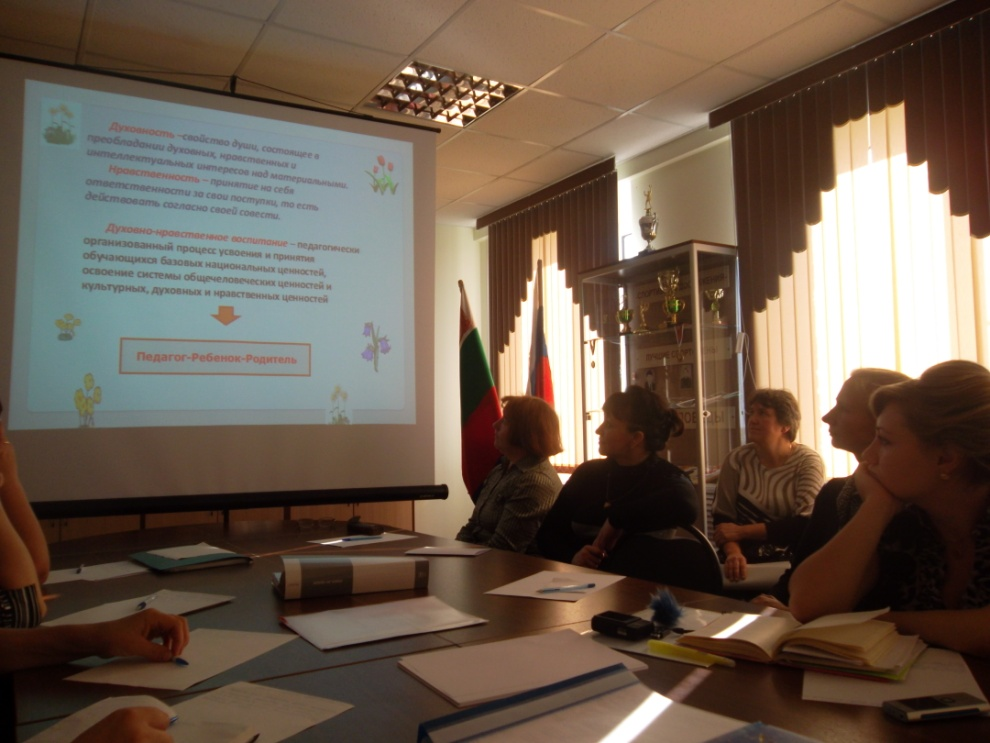 Духовность –свойство души, состоящее в
преобладании духовных, нравственных и
интеллектуальных интересов над материальными.
Нравственность – принятие на себя
ответственности за свои поступки, то есть
действовать согласна своей совести.
Духовно-нравственное воспитание – педагогически
организованный процесс усвоения и принятия
обучающихся базовых национальных ценностей,
освоение системы общечеловеческих ценностей и
культурных, духовных и нравственных ценностей
Педагог-Ребенок-Родитель